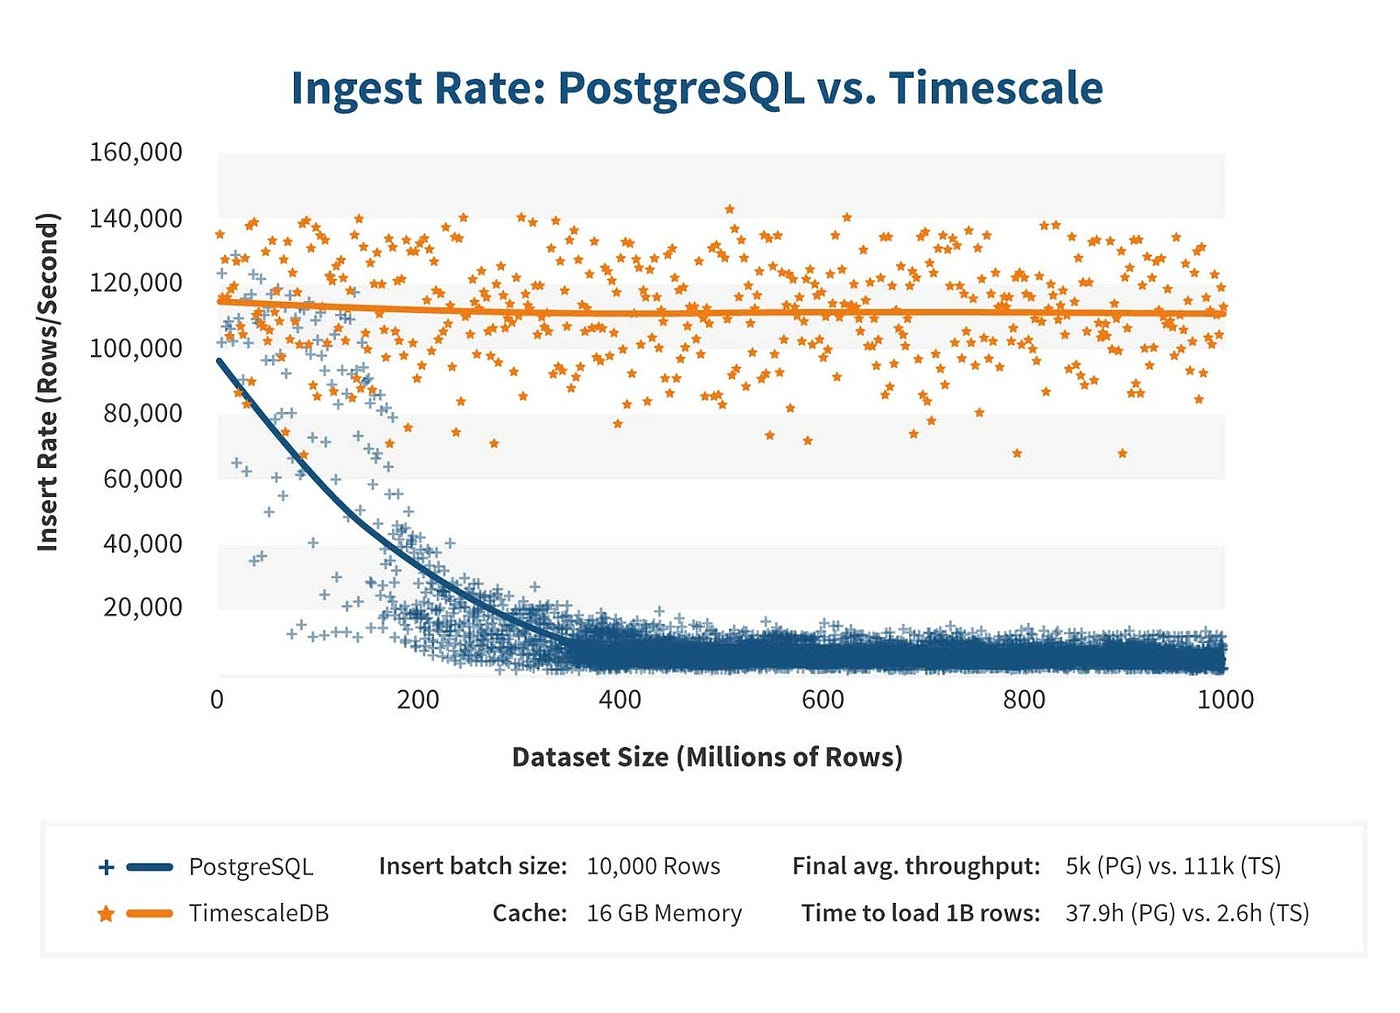 Ingest Rate: PostgreSQL vs. Timescale
160,000
140,000
120,000
100,000
80,000
60,000
40,000
20,000
Insert Rate (Rows/Second)
0 200 400 600 800 1000
Dataset Size (Millions of Rows)
PostgreSQL Insert batch size: 10,000 Rows Final avg. throughput: 5k (PG) vs. 111k (TS)
TimescaleDB Cache: 16 GB Memory Time to load 1B rows: 37.9h (PG) vs. 2.6h (TS)